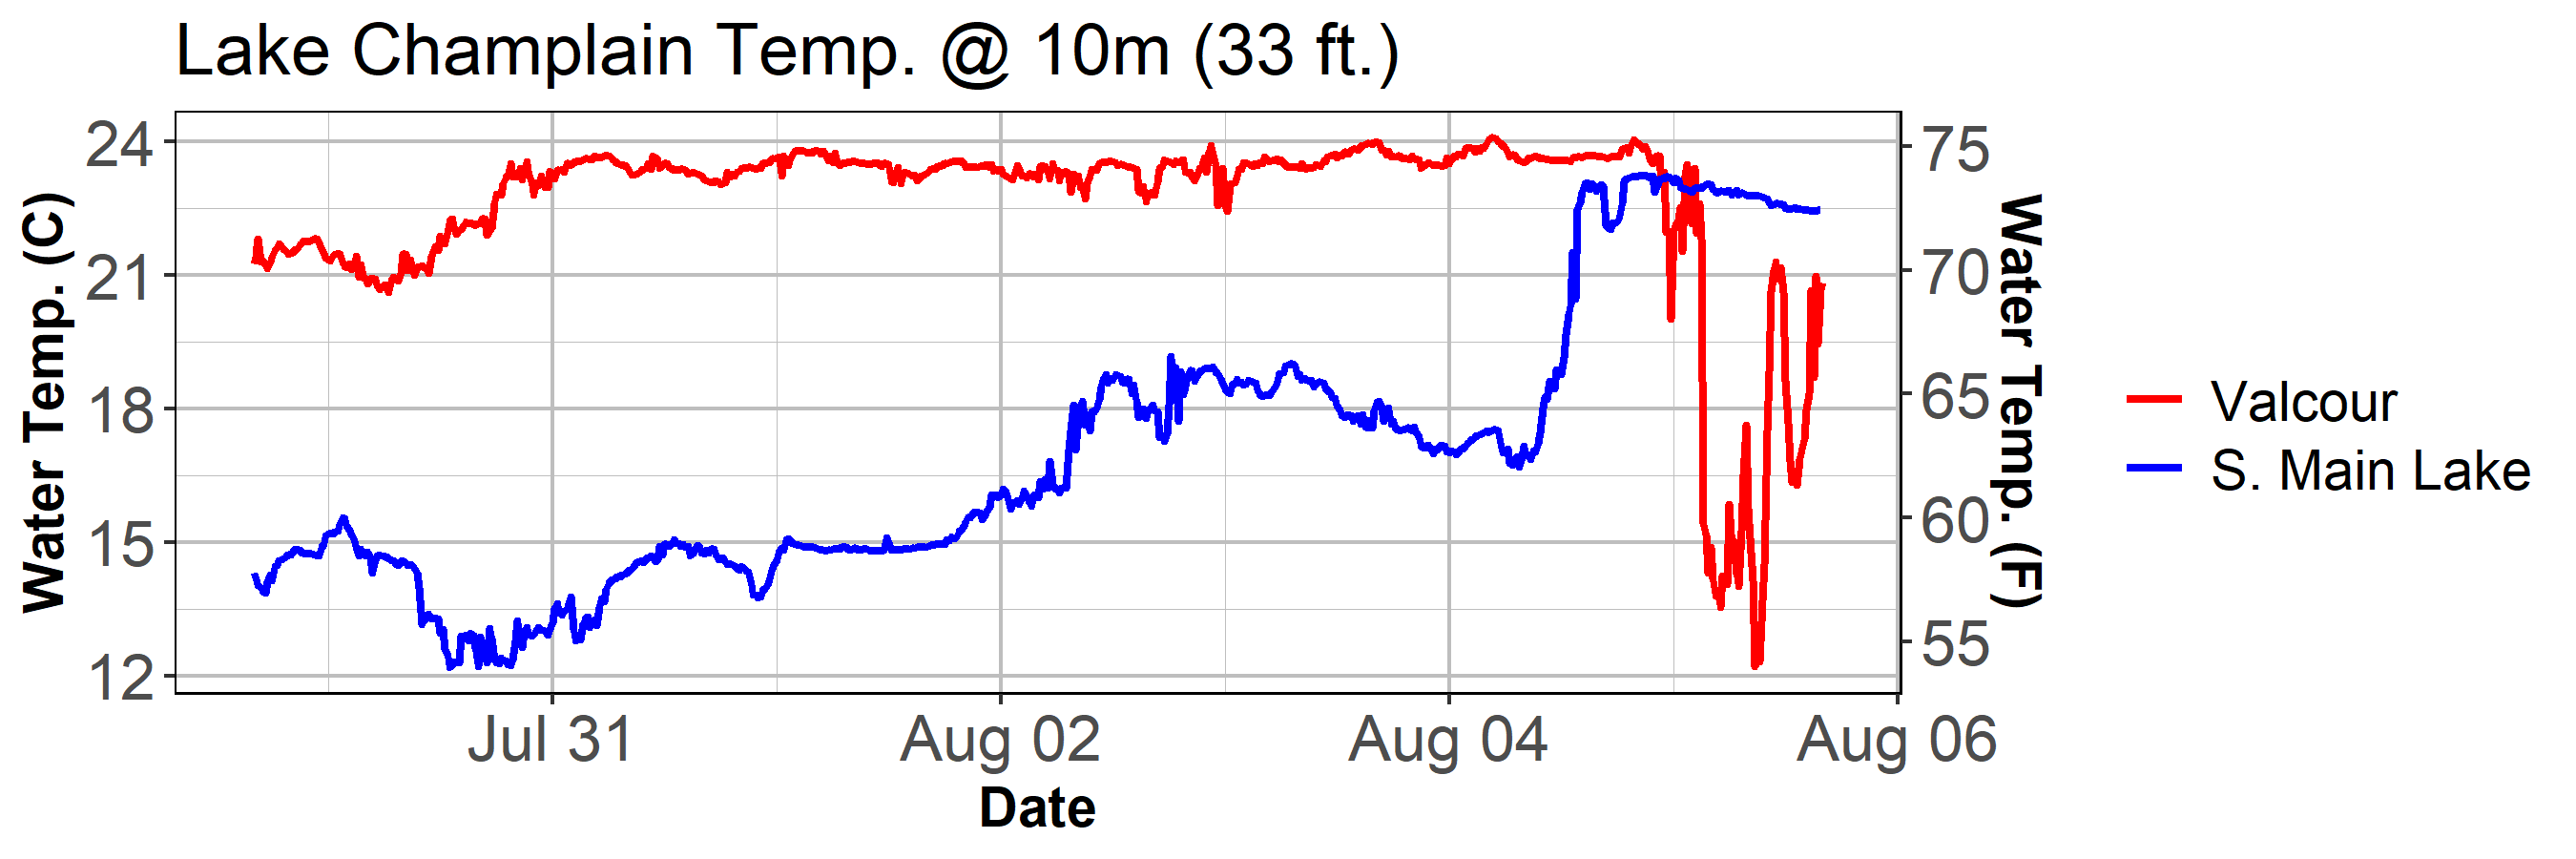 Lake Champlain Temp. @ 10m (33 ft.)
Water Temp. (C)
24
21
18
15
12
75
70
65
60
55
Water Temp. (F)
Jul 31
Aug 02
Aug 04
Aug 06
Date
Valcour
S. Main Lake